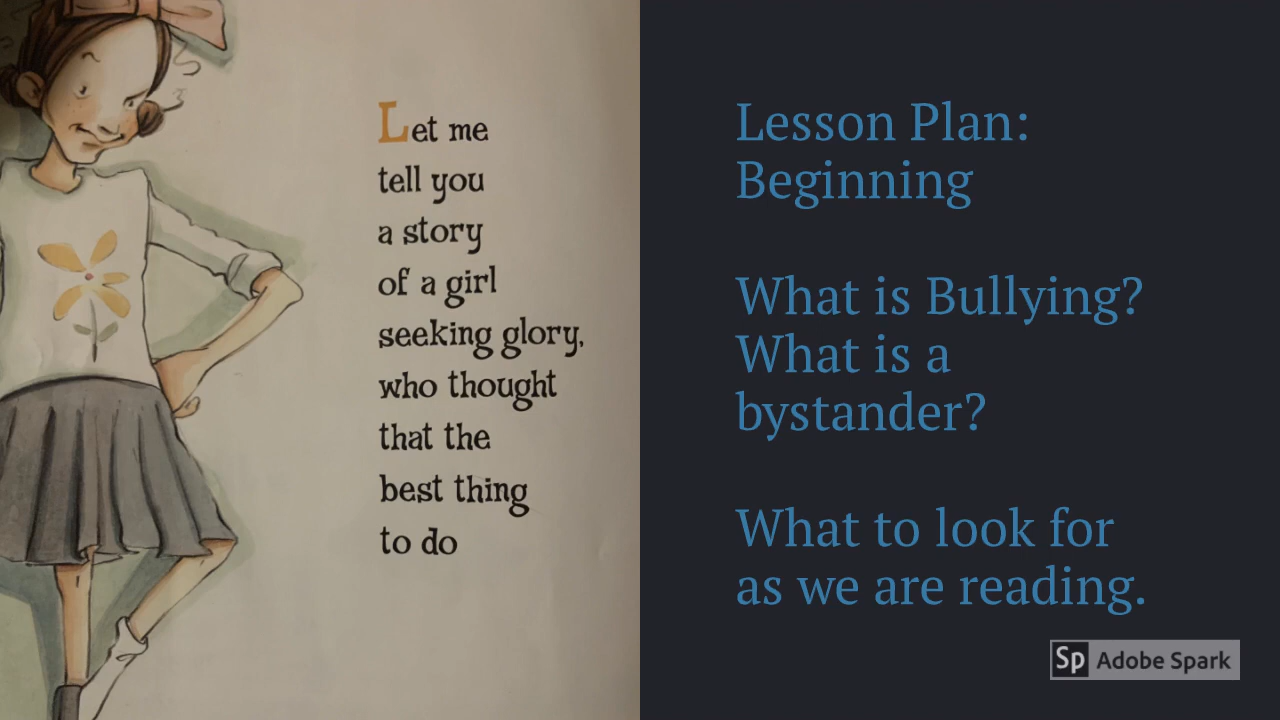 Let me
tell you
a story
of a girl
seeking glory,
who thought
that the
best thing
to do
Lesson Plan:
Beginning
What is Bullying?
What is a
bystander?
What to look for
as we are reading.
Sp Adobe Spark